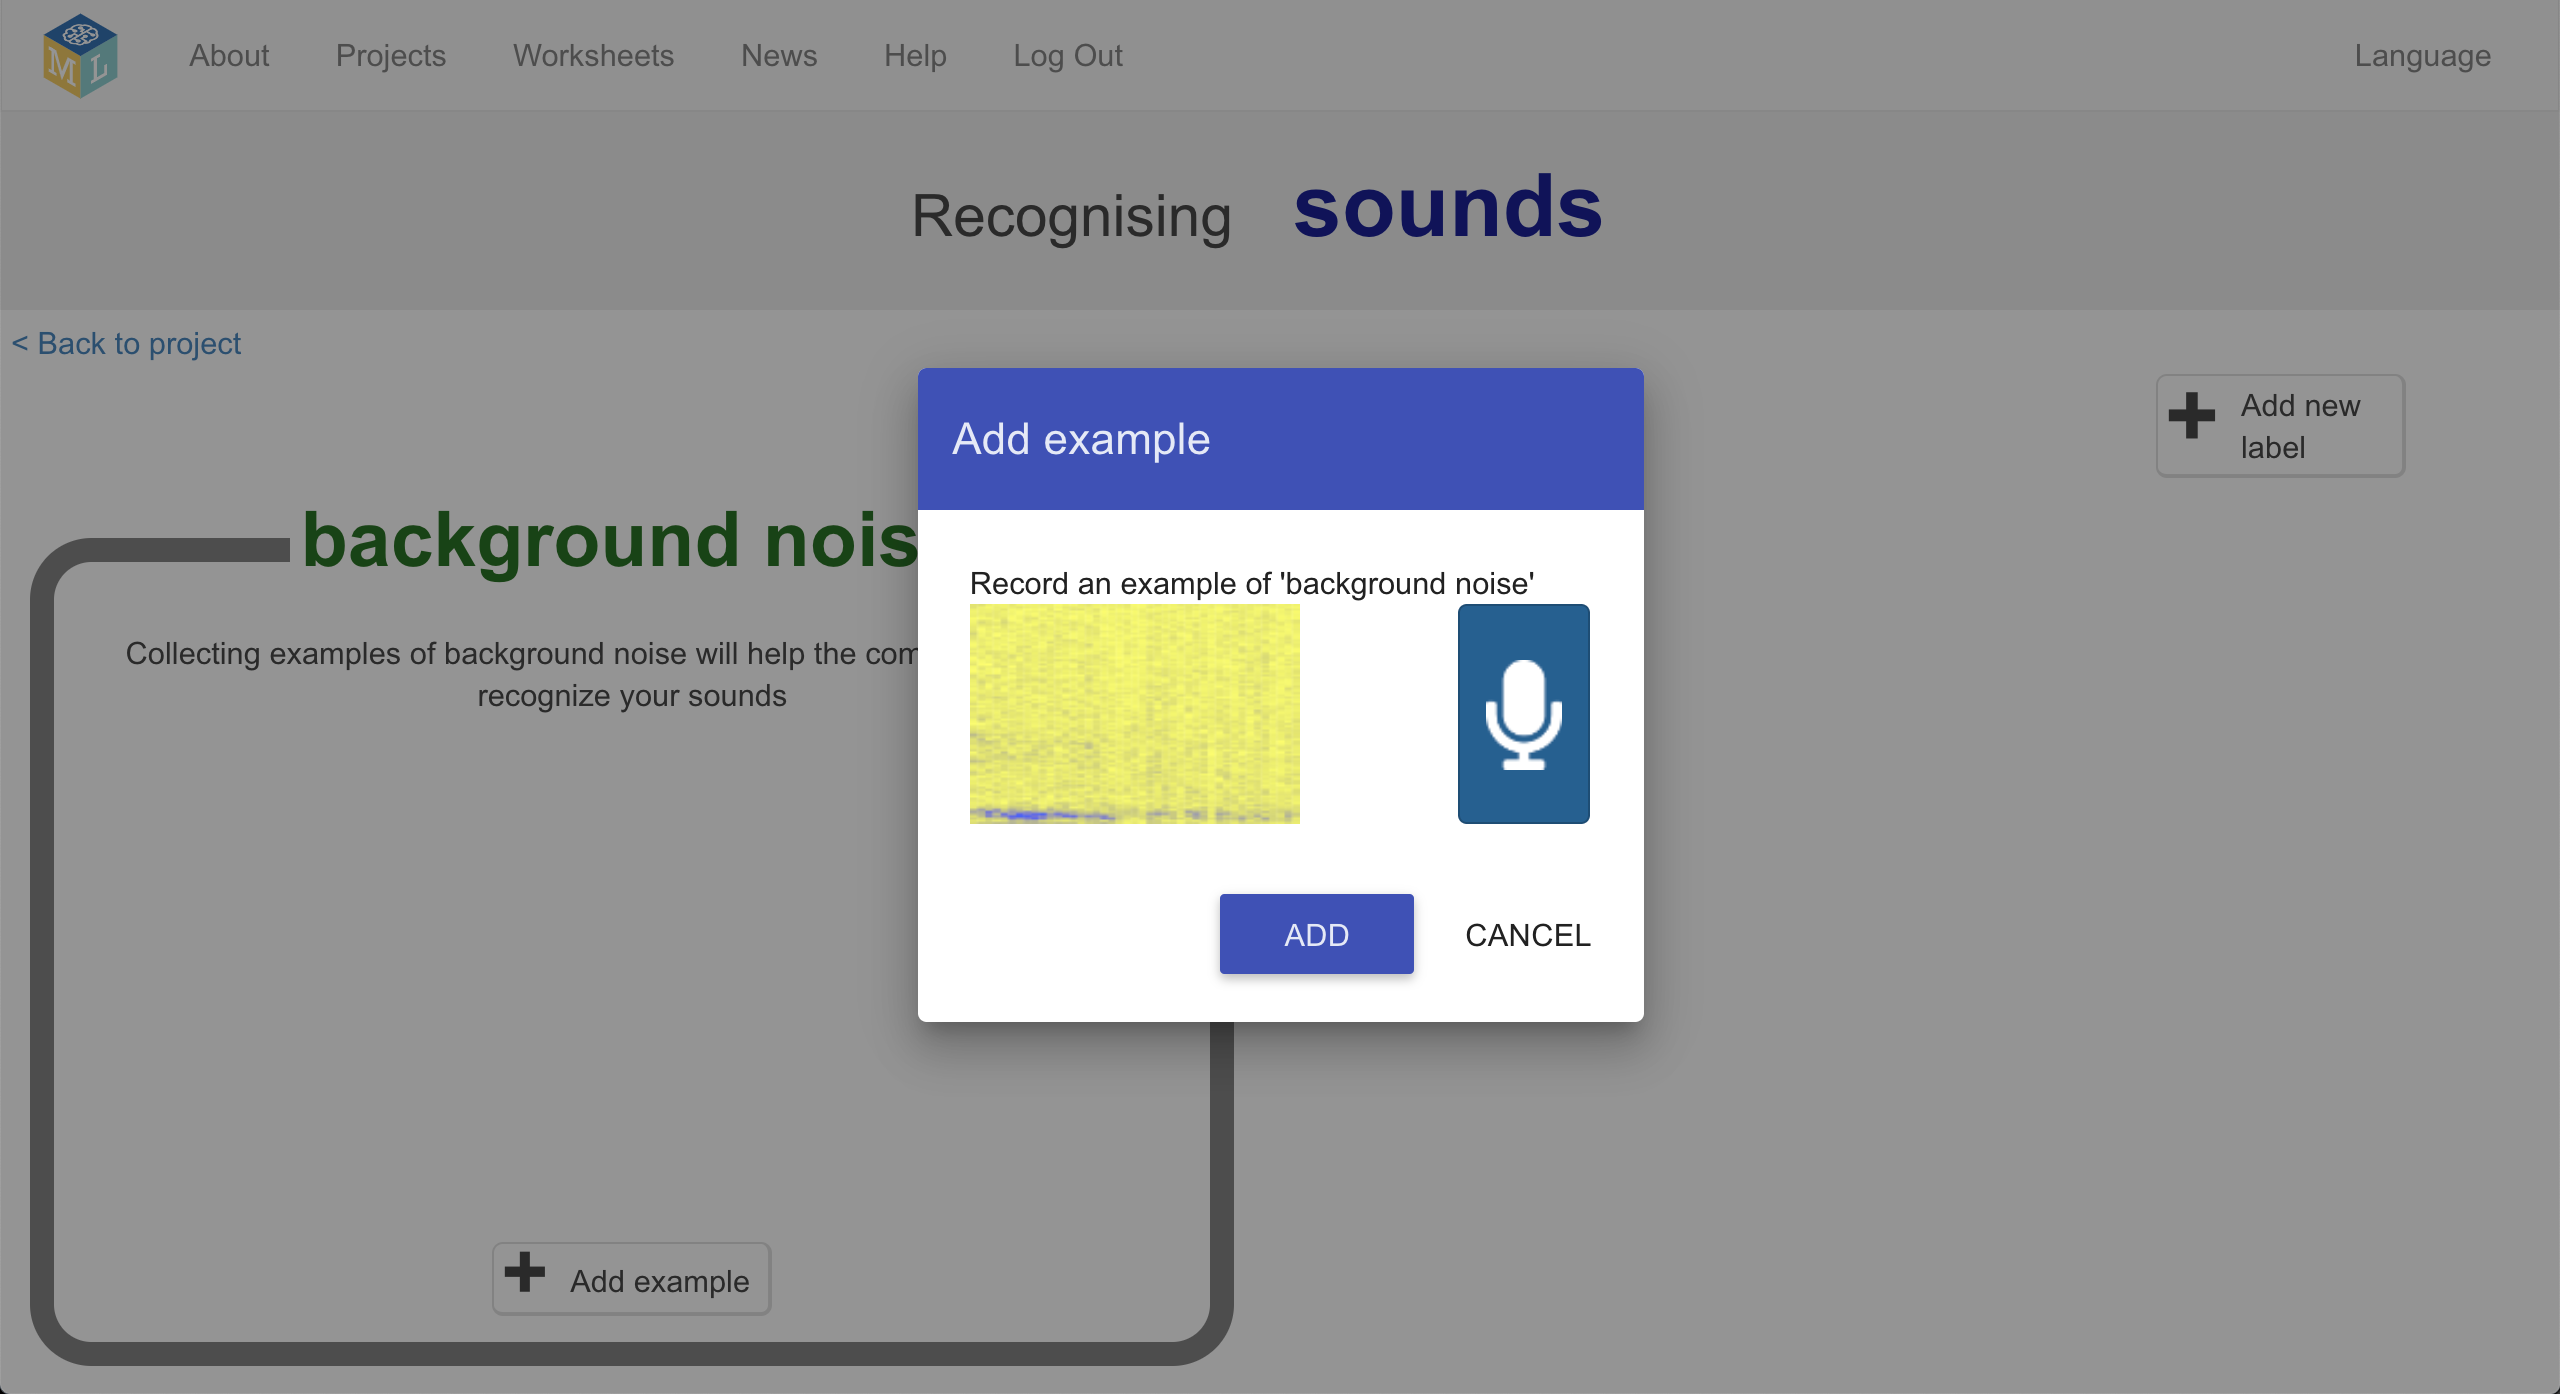 M L
About Projects Worksheets News Help Log Out Language
Recognising sounds
< Back to project
Add new
label
background nois
Collecting examples of background noise will help the com
recognize your sounds
Add example
Add example
Record an example of 'background noise'
ADD CANCEL